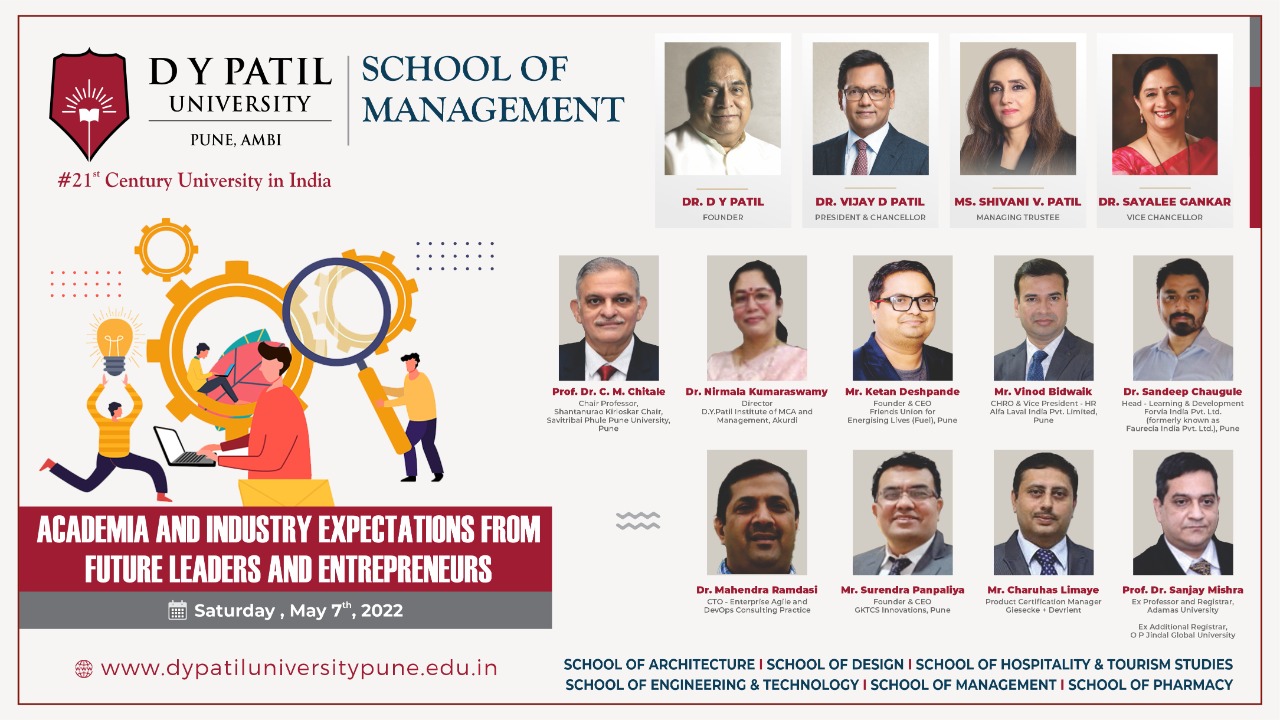 D Y PATIL
UNIVERSITY
PUNE, AMBI
SCHOOL OF
MANAGEMENT
#21st Century University in India
DR. D Y PATIL
FOUNDER
DR. VIJAY D PATIL
PRESIDENT & CHANCELLOR
MS. SHIVANI V. PATIL
MANAGING TRUSTEE
DR. SAYALEE GANKAR
VICE CHANCELLOR
Prof. Dr. C. M. Chitale
Chair Professor,
Shantanurao Kirloskar Chair,
Savitribai Phule Pune University,
Pune
Dr. Nirmala Kumaraswamy
Director
D.Y.Patil Institute of MCA and
Management, Akurdi
Mr. Ketan Deshpande
Founder & CEO
Friends Union for
Energising Lives (Fuel), Pune
Mr. Vinod Bidwaik
CHRO & Vice President - HR
Alfa Laval India Pvt. Limited,
Pune
Dr. Sandeep Chaugule
Head - Learning & Development
Forvia India Pvt. Ltd.
(formerly known as
Faurecia India Pvt. Ltd.), Pune
Dr. Mahendra Ramdasi
CTO - Enterprise Agile and
DevOps Consulting Practice
Mr. Surendra Panpaliya
Founder & CEO
GKTCS Innovations, Pune
Mr. Charuhas Limaye
Product Certification Manager
Giesecke + Devrient
Prof. Dr. Sanjay Mishra
Ex Professor and Registrar,
Adamas University
Ex Additional Registrar,
O P Jindal Global University
ACADEMIA AND INDUSTRY EXPECTATIONS FROM
FUTURE LEADERS AND ENTREPRENEURS
Saturday , May 7th, 2022
www.dypatiluniversitypune.edu.in
SCHOOL OF ARCHITECTURE I SCHOOL OF DESIGN I SCHOOL OF HOSPITALITY & TOURISM STUDIES
SCHOOL OF ENGINEERING & TECHNOLOGY I SCHOOL OF MANAGEMENT I SCHOOL OF PHARMACY